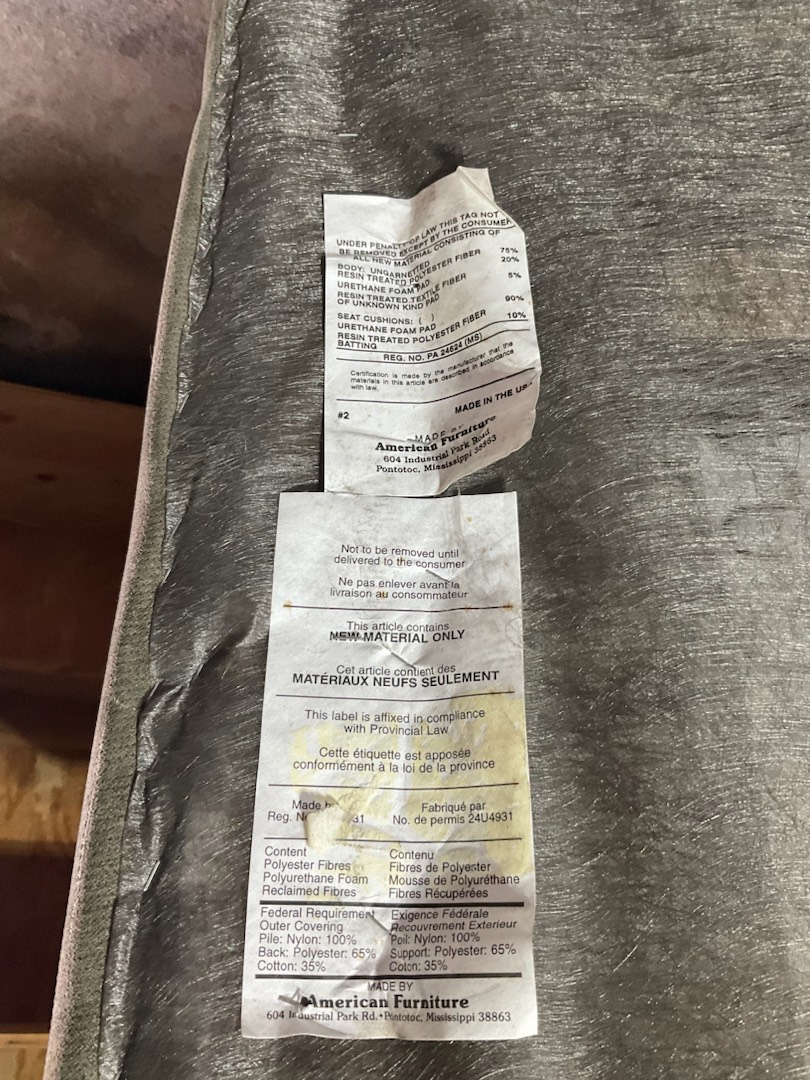 UNDER PENALTY OF LAW THIS TAG NOT
BE REMOVED EXCEPT BY THE CONSUMER
ALL NEW MATERIAL CONSISTING OF
BODY: UNGARNETTED
RESIN TREATED POLYESTER FIBER 75%
URETHANE FOAM PAD 20%
RESIN TREATED TEXTILE FIBER
OF UNKNOWN KIND PAD 5%
SEAT CUSHIONS: ( )
URETHANE FOAM PAD 90%
RESIN TREATED POLYESTER FIBER
BATTING 10%
REG. NO. PA 24624 (MS)
Certification is made by the manufacturer that the
materials in this article are described in accordance
with law.
#2 MADE IN THE US
MADE BY
American Furniture
604 Industrial Park Road
Pontotoc, Mississippi 38863
Not to be removed until
delivered to the consumer
Ne pas enlever avant la
livraison au consommateur
This article contains
NEW MATERIAL ONLY
Cet article contient des
MATÉRIAUX NEUFS SEULEMENT
This label is affixed in compliance
with Provincial Law
Cette étiquette est apposée
conformément à la loi de la province
Made Fabriqué par
Reg. 31 No. de permis 24U4931
Content Contenu
Polyester Fibres Fibres de Polyester
Polyurethane Foam Mousse de Polyuréthane
Reclaimed Fibres Fibres Récupérées
Federal Requirement Exigence Fédérale
Outer Covering Recouvrement Exterieur
Pile: Nylon: 100% Poil: Nylon: 100%
Back: Polyester: 65% Support: Polyester: 65%
Cotton: 35% Coton: 35%
MADE BY
American Furniture
604 Industrial Park Rd. • Pontotoc, Mississippi 38863